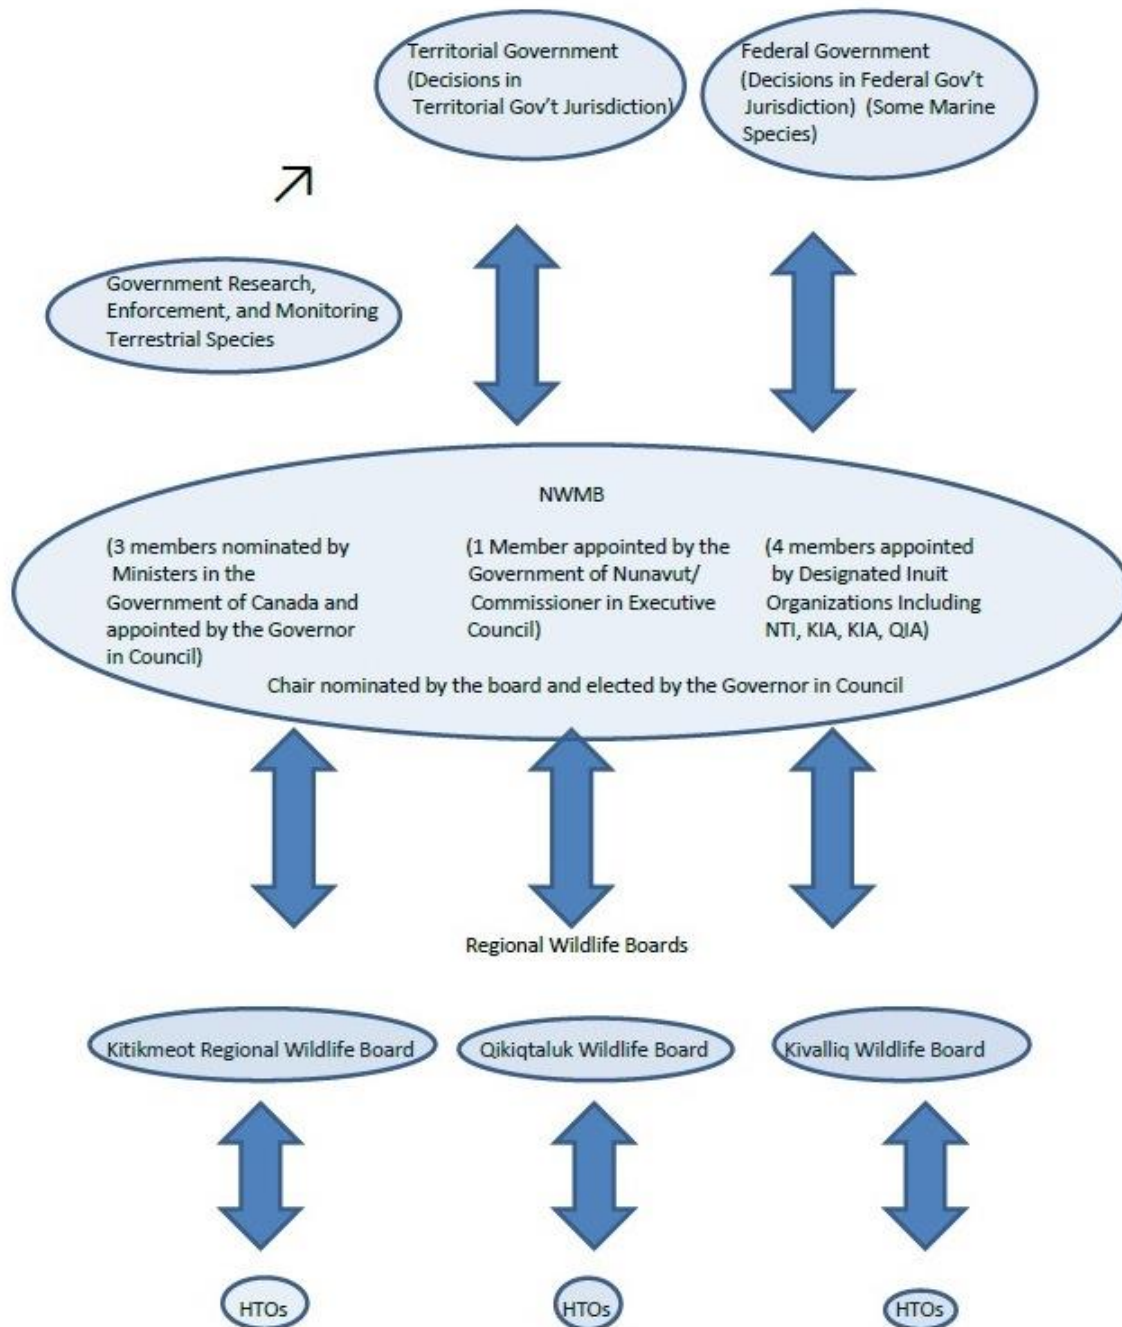 Territorial Government
(Decisions in
Territorial Gov't Jurisdiction)
Federal Government
(Decisions in Federal Gov't
Jurisdiction) (Some Marine
Species)
Government Research,
Enforcement, and Monitoring
Terrestrial Species
NWMB
(3 members nominated by
Ministers in the
Government of Canada and
appointed by the Governor
in Council)
(1 Member appointed by the
Government of Nunavut/
Commissioner in Executive
Council)
(4 members appointed
by Designated Inuit
Organizations Including
NTI, KIA, KIA, QIA)
Chair nominated by the board and elected by the Governor in Council
Regional Wildlife Boards
Kitikmeot Regional Wildlife Board
Qikiqtaluk Wildlife Board
Kivalliq Wildlife Board
HTOs
HTOs
HTOs